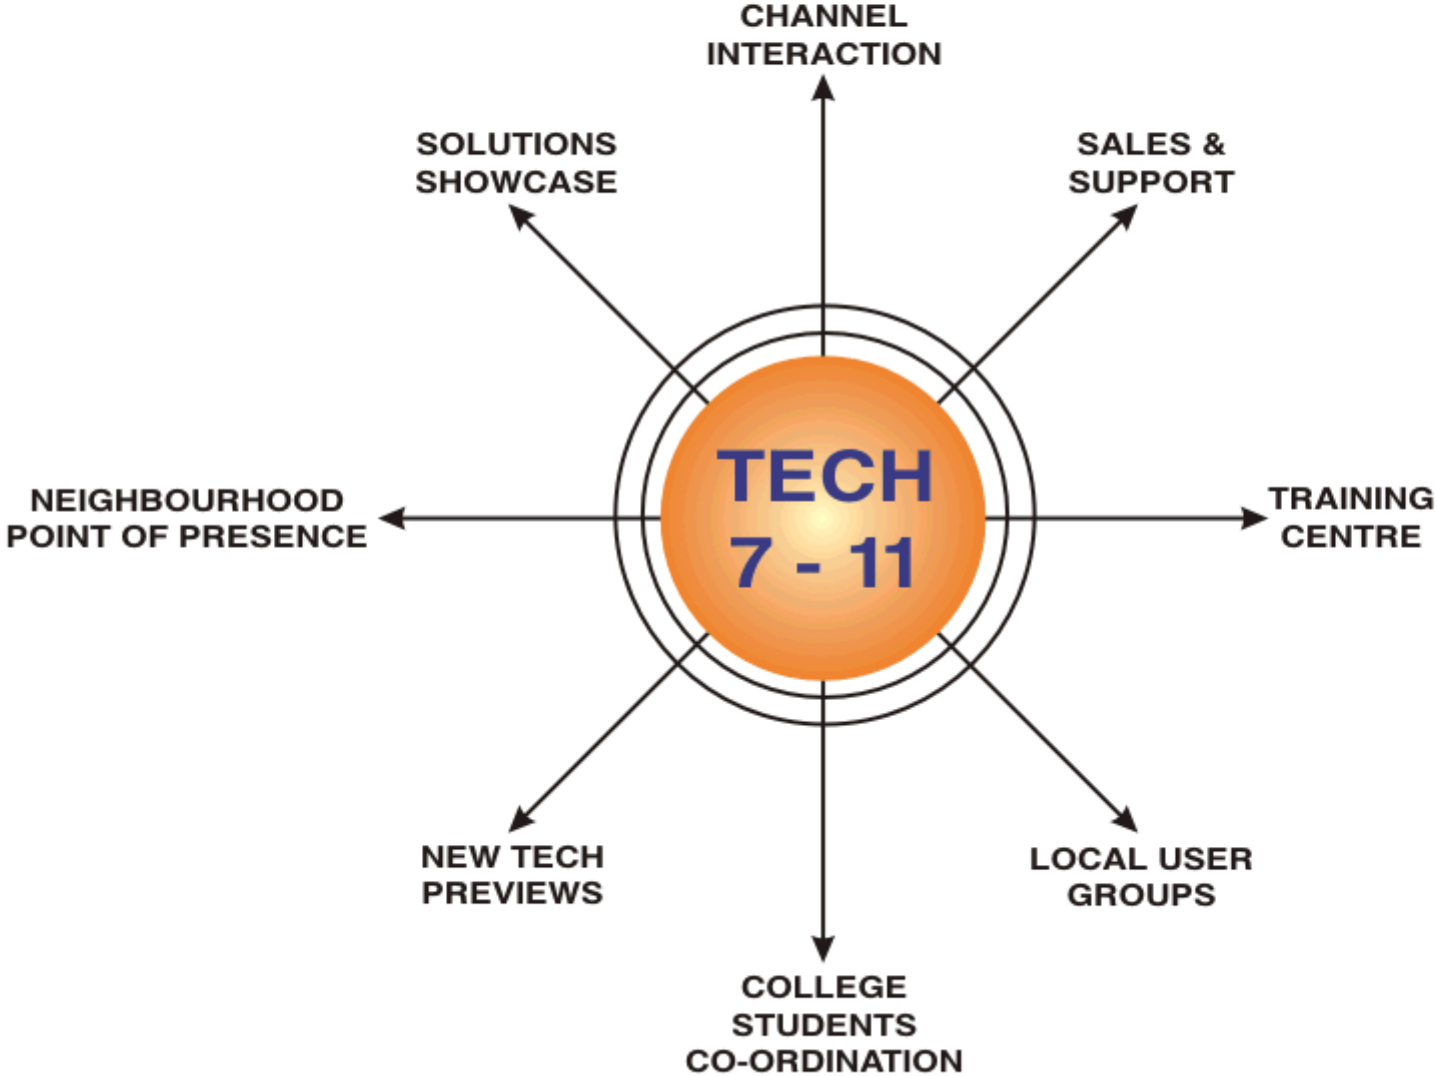 CHANNEL
INTERACTION
SOLUTIONS
SHOWCASE
SALES &
SUPPORT
TECH
7 - 11
NEIGHBOURHOOD
POINT OF PRESENCE
TRAINING
CENTRE
NEW TECH
PREVIEWS
LOCAL USER
GROUPS
COLLEGE
STUDENTS
CO-ORDINATION